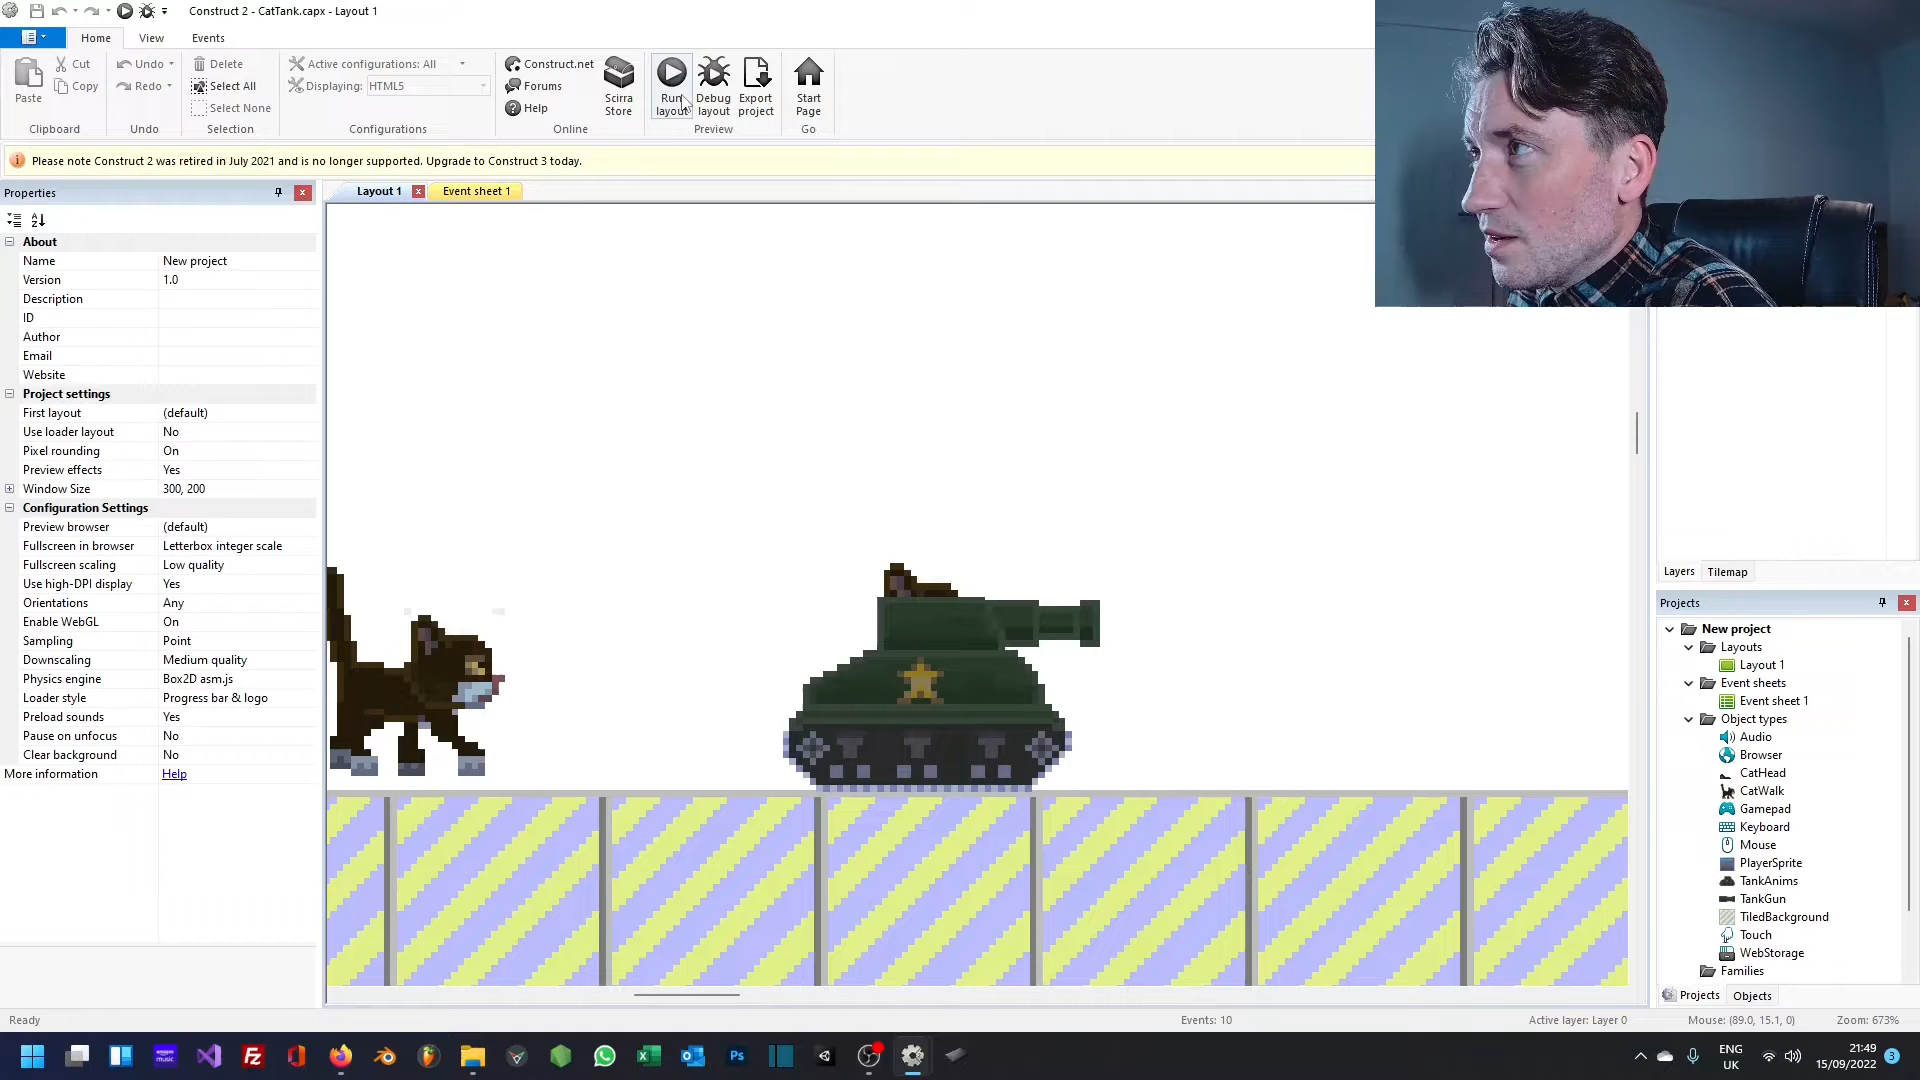 Construct 2 - CatTank.capx - Layout 1
Home
View
Events
Paste
Cut
Copy
Clipboard
Undo
Redo
Undo
Delete
Select All
Select None
Selection
Active configurations: All
Displaying: HTML5
Configurations
Construct.net
Forums
Help
Scirra
Store
Online
Run
layout
Debug
layout
Export
project
Preview
Start
Page
Go
Please note Construct 2 was retired in July 2021 and is no longer supported. Upgrade to Construct 3 today.
Properties
Layout 1
Event sheet 1
About
Name New project
Version 1.0
Description
ID
Author
Email
Website
Project settings
First layout (default)
Use loader layout No
Pixel rounding On
Preview effects Yes
Window Size 300, 200
Configuration Settings
Preview browser (default)
Fullscreen in browser Letterbox integer scale
Fullscreen scaling Low quality
Use high-DPI display Yes
Orientations Any
Enable WebGL On
Sampling Point
Downscaling Medium quality
Physics engine Box2D asm.js
Loader style Progress bar & logo
Preload sounds Yes
Pause on unfocus No
Clear background No
More information Help
Layers
Tilemap
Projects
New project
Layouts
Layout 1
Event sheets
Event sheet 1
Object types
Audio
Browser
CatHead
CatWalk
Gamepad
Keyboard
Mouse
PlayerSprite
TankAnims
TankGun
TiledBackground
Touch
WebStorage
Families
Projects
Objects
Ready
Events: 10
Active layer: Layer 0
Mouse: (89.0, 15.1, 0)
Zoom: 673%
music
Fz
Ps
ENG
UK
21:49
15/09/2022
3